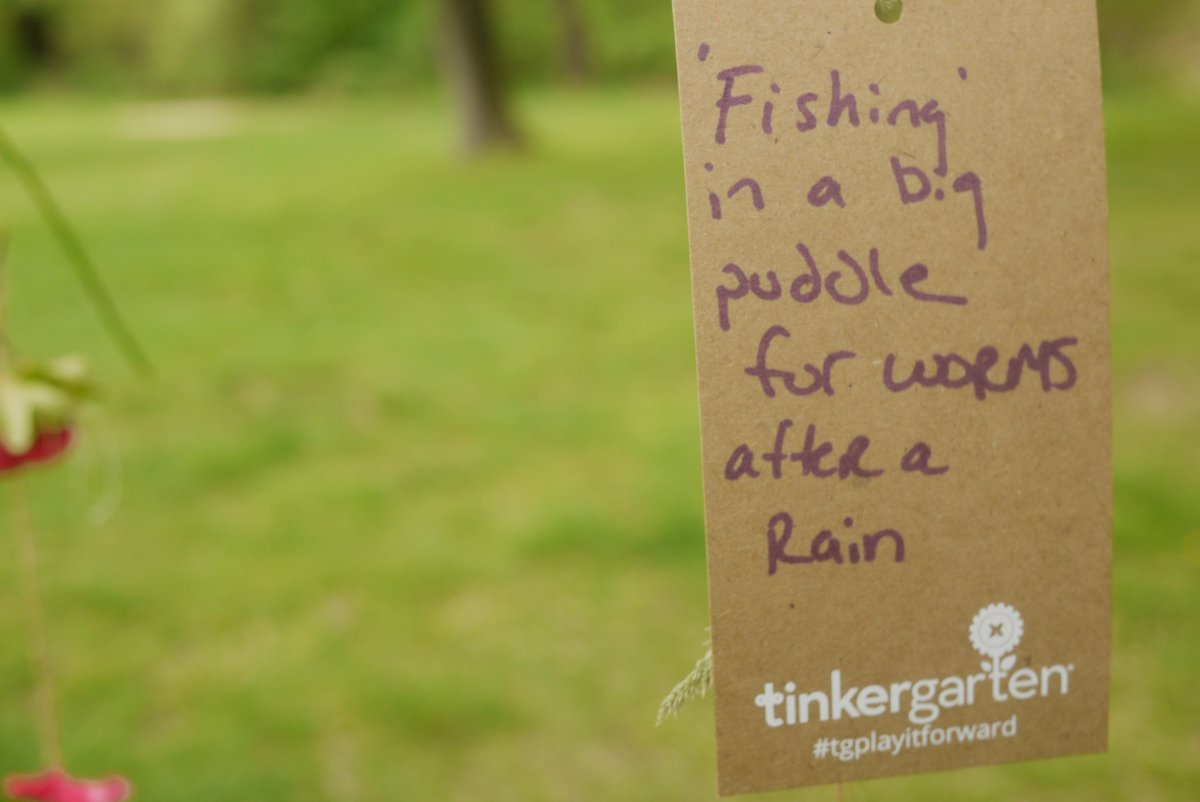 'Fishing'
in a big
puddle
for worms
after a
Rain
tinkergarten
#tgplayitforward